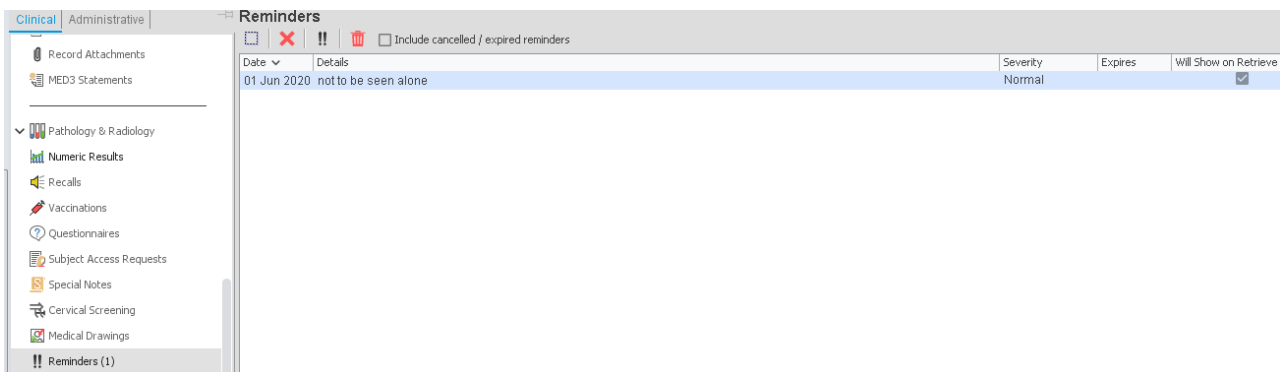 Clinical Administrative
Reminders
Include cancelled / expired reminders
Record Attachments
MED3 Statements
Date Details Severity Expires Will Show on Retrieve
01 Jun 2020 not to be seen alone Normal
Pathology & Radiology
Numeric Results
Recalls
Vaccinations
Questionnaires
Subject Access Requests
Special Notes
Cervical Screening
Medical Drawings
Reminders (1)